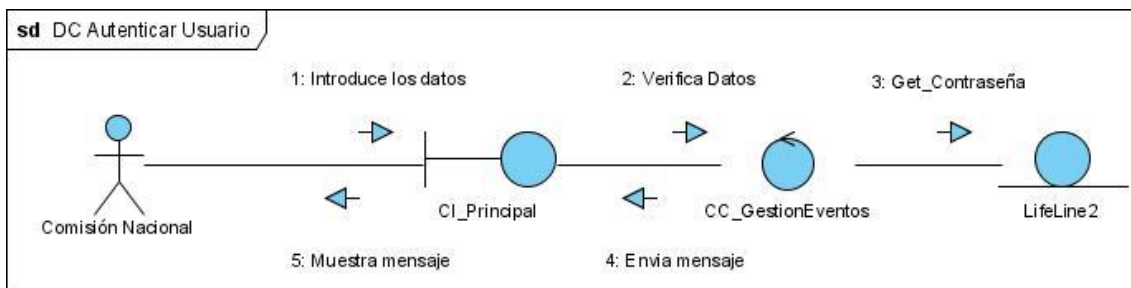 sd DC Autenticar Usuario
1: Introduce los datos
2: Verifica Datos
3: Get_Contraseña
Comisión Nacional
CI_Principal
CC_GestionEventos
LifeLine2
5: Muestra mensaje
4: Envia mensaje